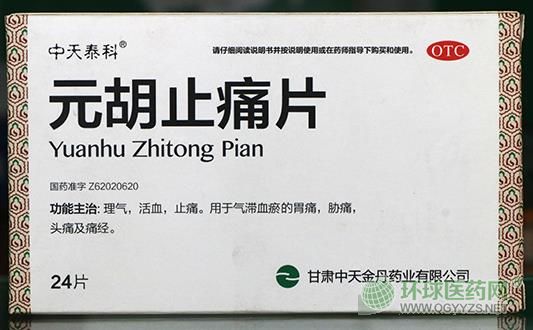 中天泰科®
请仔细阅读说明书并按说明使用或在药师指导下购买和使用。
OTC
元胡止痛片
Yuanhu Zhitong Pian
国药准字 Z62020620
功能主治: 理气，活血，止痛。用于气滞血瘀的胃痛，胁痛，
头痛及痛经。
24片
甘肃中天金丹药业有限公司
环球医药网
WWW.QGYYZS.NET